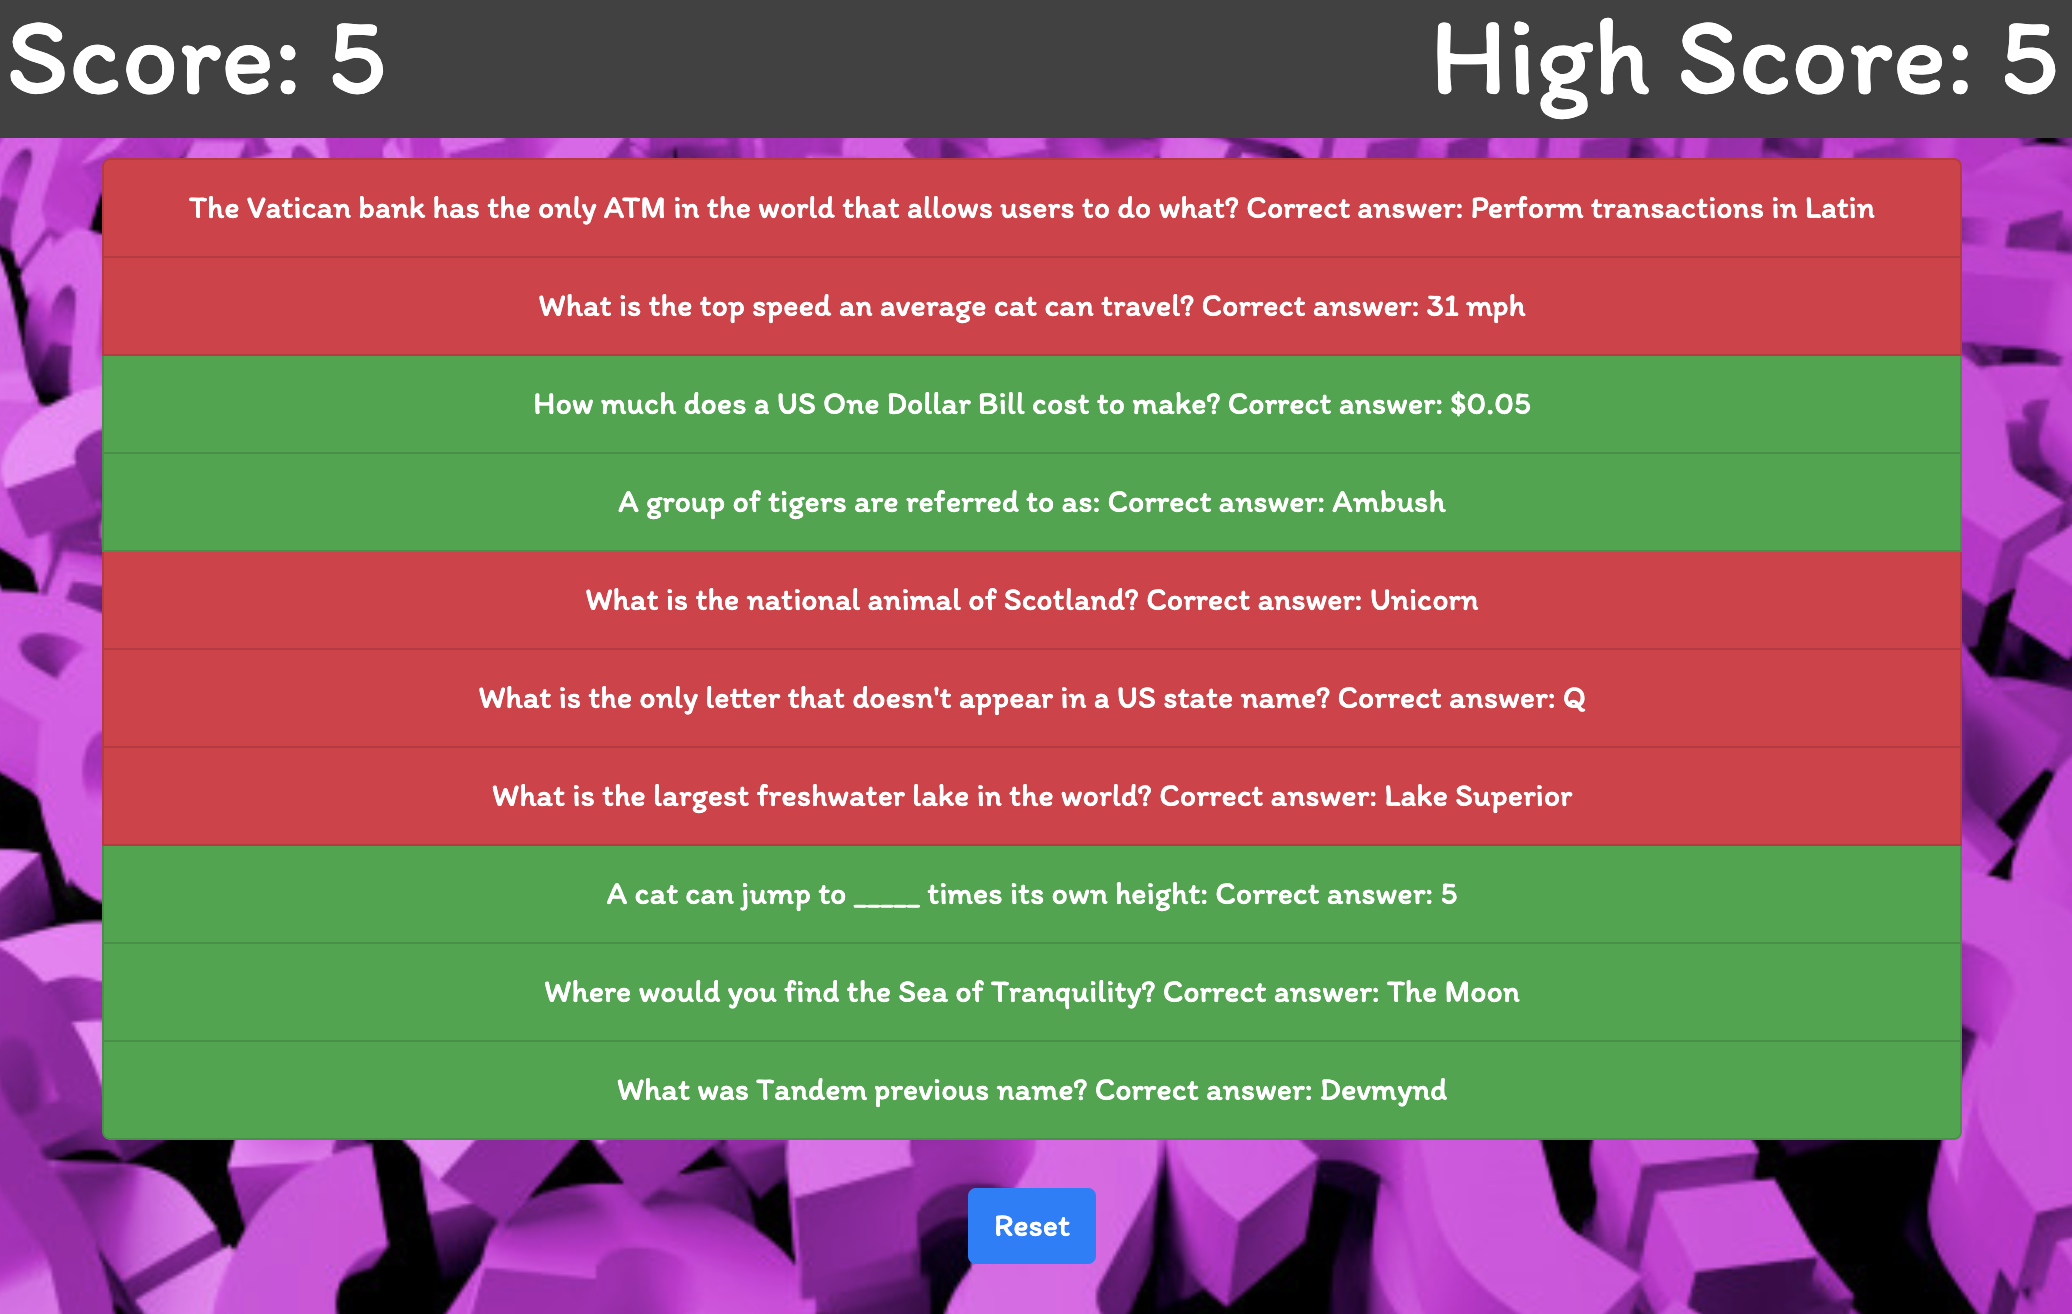 Score: 5
High Score: 5
The Vatican bank has the only ATM in the world that allows users to do what? Correct answer: Perform transactions in Latin
What is the top speed an average cat can travel? Correct answer: 31 mph
How much does a US One Dollar Bill cost to make? Correct answer: $0.05
A group of tigers are referred to as: Correct answer: Ambush
What is the national animal of Scotland? Correct answer: Unicorn
What is the only letter that doesn't appear in a US state name? Correct answer: Q
What is the largest freshwater lake in the world? Correct answer: Lake Superior
A cat can jump to _____ times its own height: Correct answer: 5
Where would you find the Sea of Tranquility? Correct answer: The Moon
What was Tandem previous name? Correct answer: Devmynd
Reset